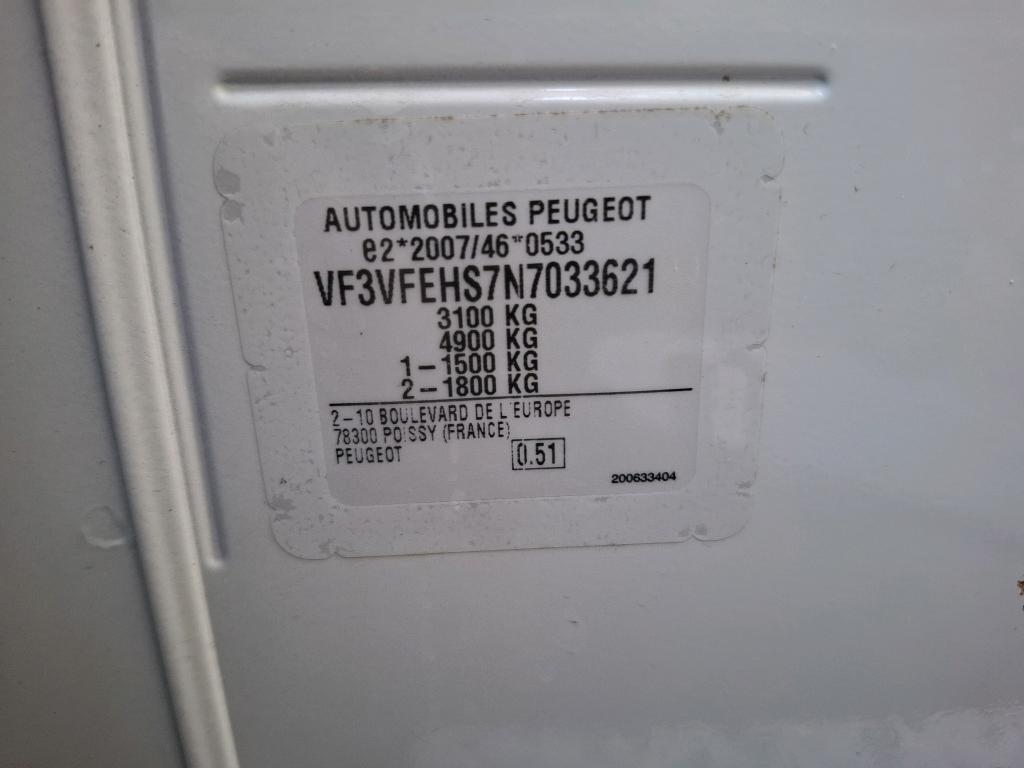 AUTOMOBILES PEUGEOT
e2*2007/46*0533
VF3VFEHS7N7033621
3100 KG
4900 KG
1-1500 KG
2-1800 KG
2-10 BOULEVARD DE L'EUROPE
78300 POISSY (FRANCE)
PEUGEOT
0.51
200633404